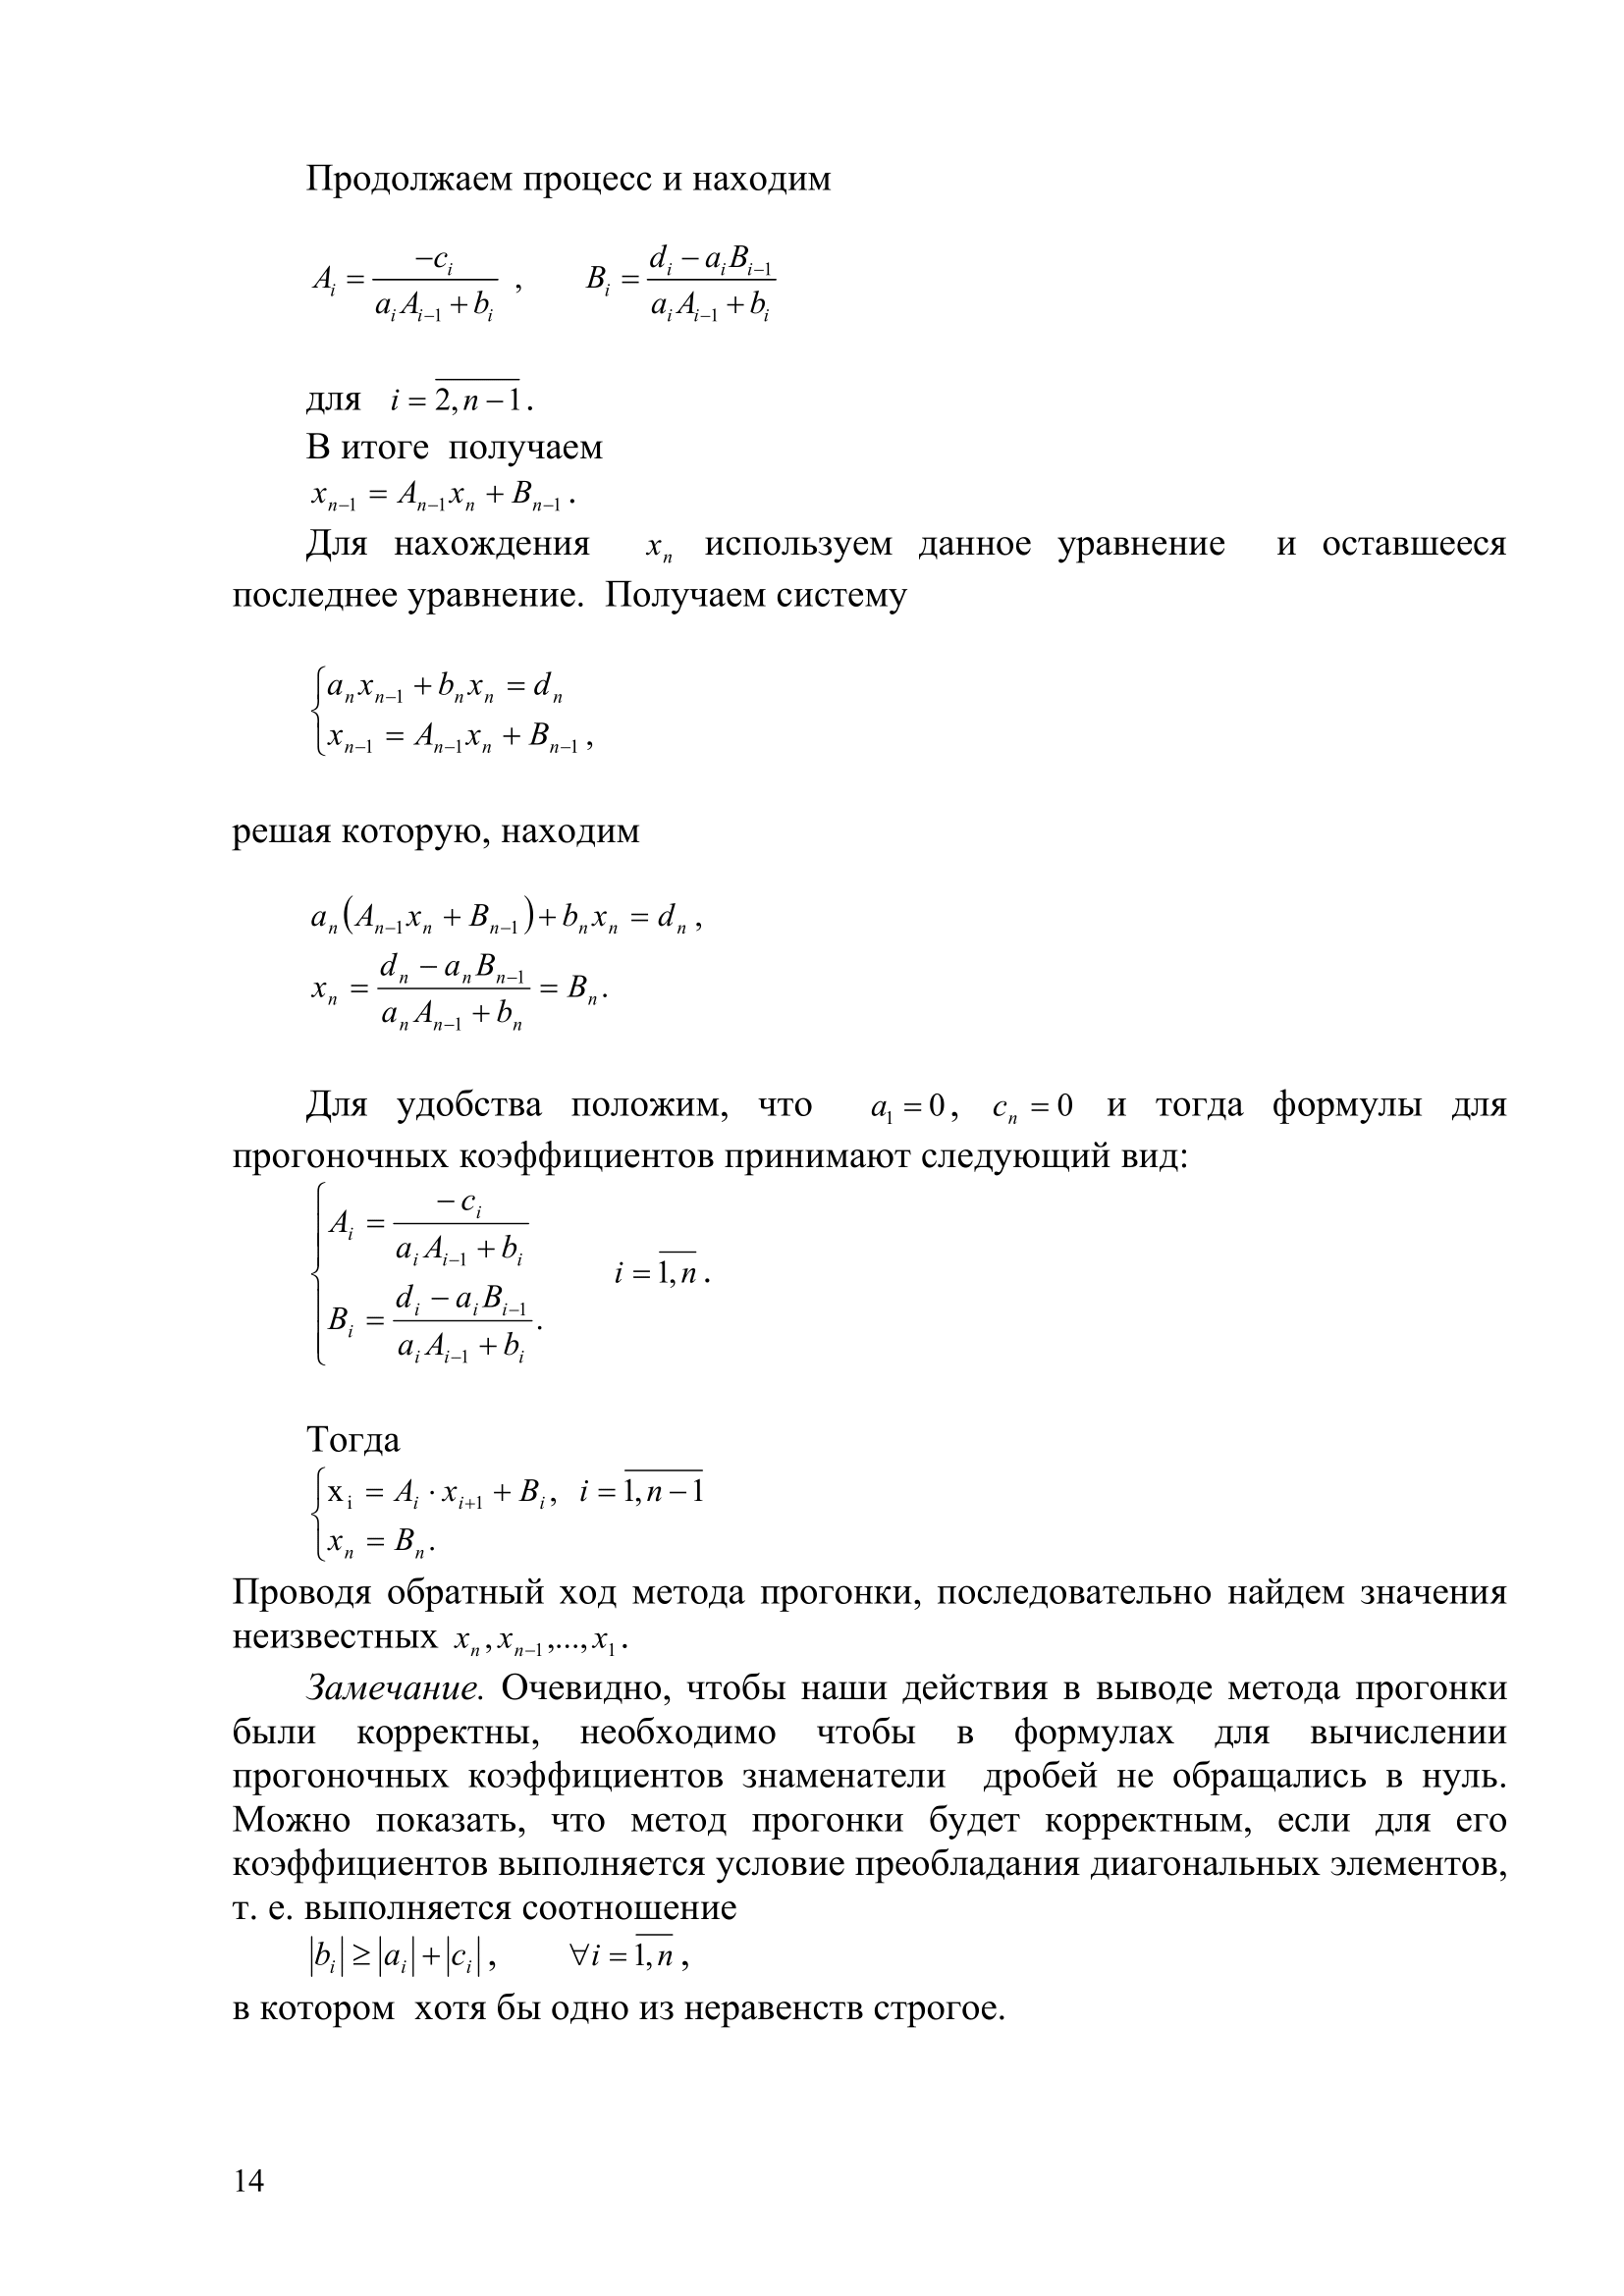 Продолжаем процесс и находим
A_i = \frac{-c_i}{a_i A_{i-1} + b_i} , B_i = \frac{d_i - a_i B_{i-1}}{a_i A_{i-1} + b_i}
для i = \overline{2, n-1}.
В итоге получаем
x_{n-1} = A_{n-1} x_n + B_{n-1}.
Для нахождения x_n используем данное уравнение и оставшееся
последнее уравнение. Получаем систему
\begin{cases} a_n x_{n-1} + b_n x_n = d_n \\ x_{n-1} = A_{n-1} x_n + B_{n-1}, \end{cases}
решая которую, находим
a_n (A_{n-1} x_n + B_{n-1}) + b_n x_n = d_n ,
x_n = \frac{d_n - a_n B_{n-1}}{a_n A_{n-1} + b_n} = B_n.
Для удобства положим, что a_1 = 0, c_n = 0 и тогда формулы для
прогоночных коэффициентов принимают следующий вид:
\begin{cases} A_i = \frac{-c_i}{a_i A_{i-1} + b_i} \\ B_i = \frac{d_i - a_i B_{i-1}}{a_i A_{i-1} + b_i}. \end{cases} i = \overline{1, n}.
Тогда
\begin{cases} x_i = A_i \cdot x_{i+1} + B_i, i = \overline{1, n-1} \\ x_n = B_n. \end{cases}
Проводя обратный ход метода прогонки, последовательно найдем значения
неизвестных x_n, x_{n-1},..., x_1.
Замечание. Очевидно, чтобы наши действия в выводе метода прогонки
были корректны, необходимо чтобы в формулах для вычислении
прогоночных коэффициентов знаменатели дробей не обращались в нуль.
Можно показать, что метод прогонки будет корректным, если для его
коэффициентов выполняется условие преобладания диагональных элементов,
т. е. выполняется соотношение
|b_i| ≥ |a_i| + |c_i|, ∀i = \overline{1, n},
в котором хотя бы одно из неравенств строгое.
14